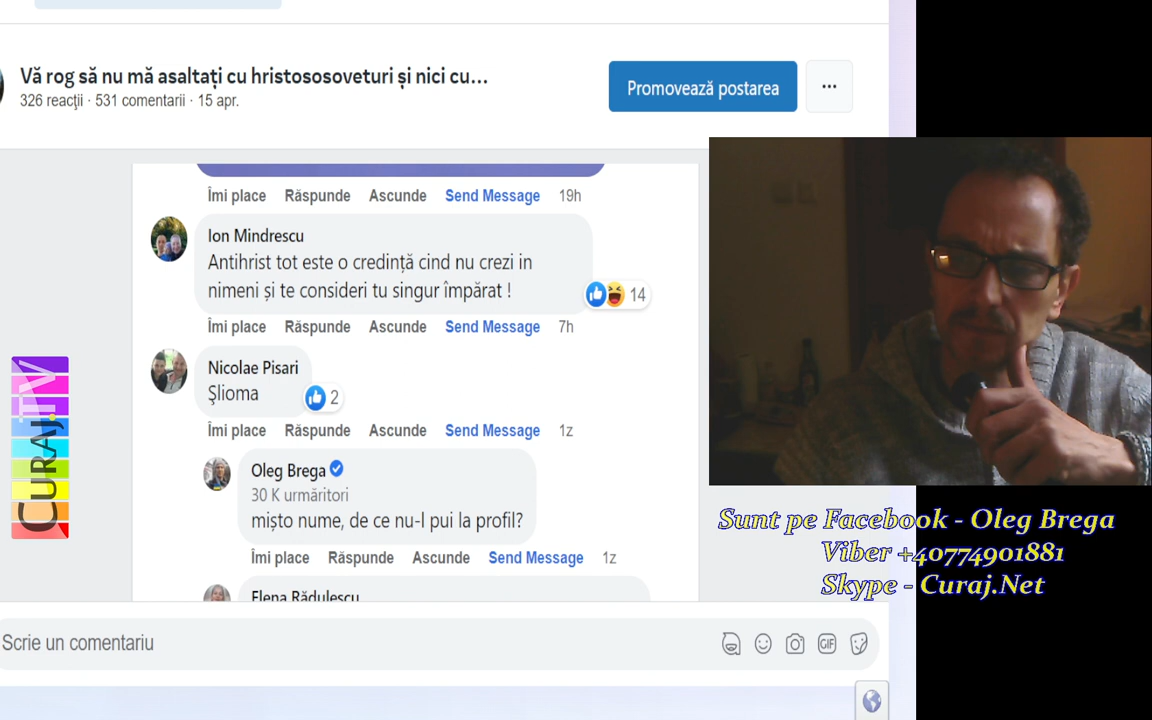 Vă rog să nu mă asaltați cu hristososoveturi și nici cu...
326 reacţii · 531 comentarii · 15 apr.
Promovează postarea
Îmi place Răspunde Ascunde Send Message 19h
Ion Mindrescu
Antihrist tot este o credință cind nu crezi in
nimeni și te consideri tu singur împărat !
14
Îmi place Răspunde Ascunde Send Message 7h
Nicolae Pisari
Şlioma
2
Îmi place Răspunde Ascunde Send Message 1z
Oleg Brega
30 K urmăritori
mișto nume, de ce nu-l pui la profil?
Îmi place Răspunde Ascunde Send Message 1z
Elena Rădulescu
Scrie un comentariu
GIF
CURAJ.TV
Sunt pe Facebook - Oleg Brega
Viber +40774901881
Skype - Curaj.Net